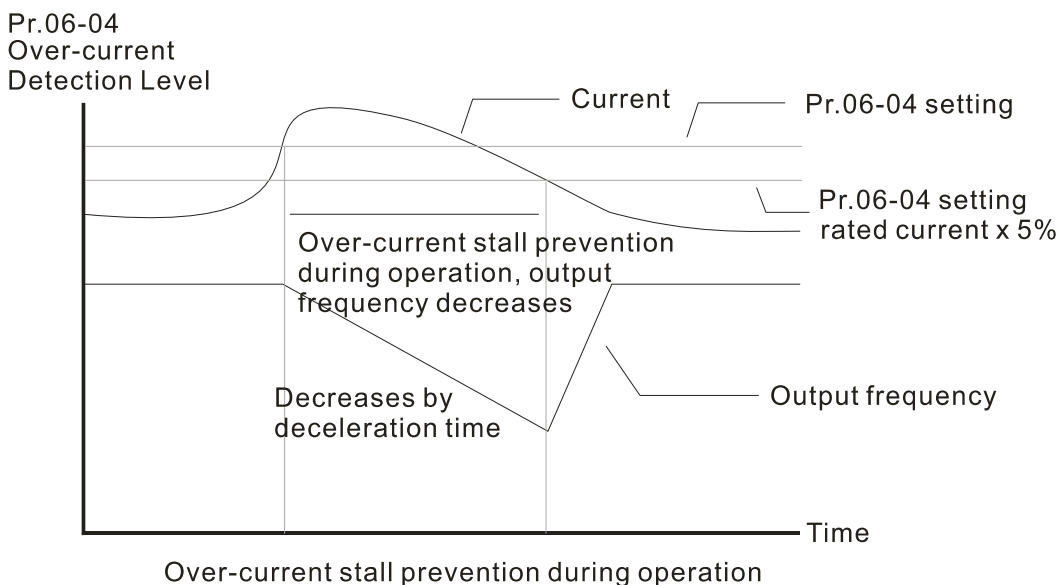 Pr.06-04
Over-current
Detection Level
Current
Pr.06-04 setting
Pr.06-04 setting
rated current x 5%
Over-current stall prevention
during operation, output
frequency decreases
Decreases by
deceleration time
Output frequency
Time
Over-current stall prevention during operation